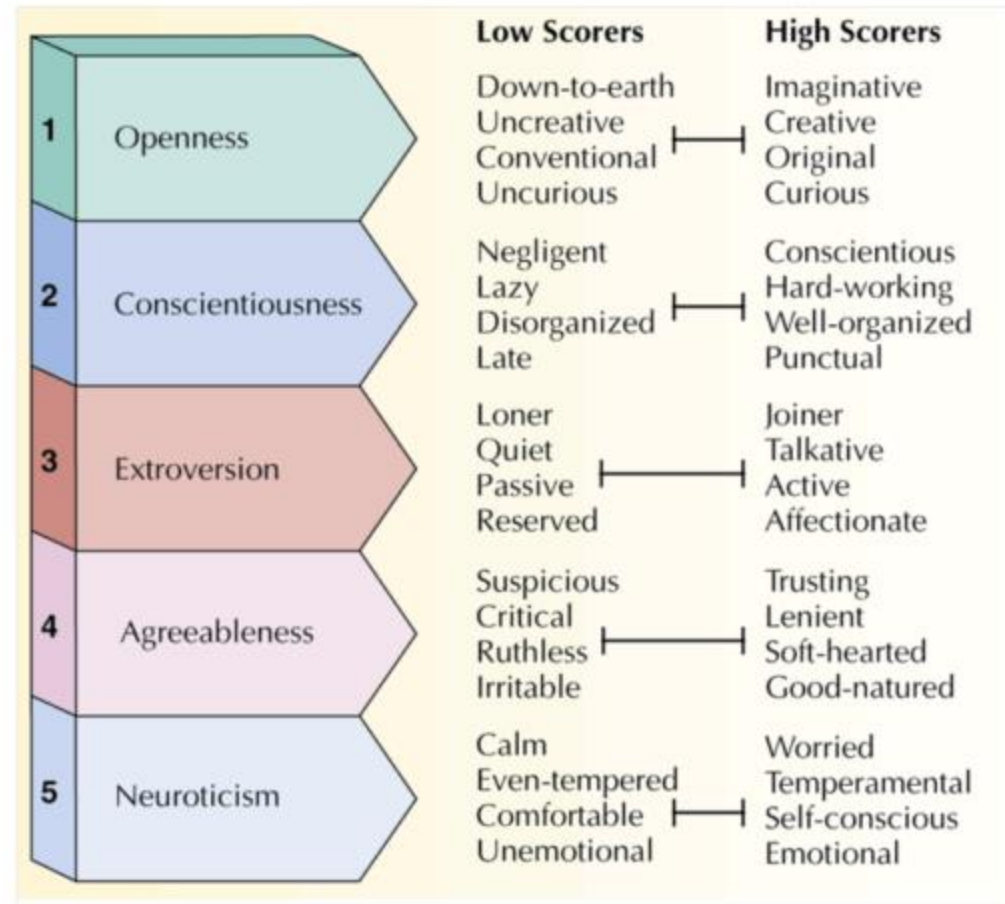 Low Scorers High Scorers
1 Openness
Down-to-earth Imaginative
Uncreative Creative
Conventional Original
Uncurious Curious
2 Conscientiousness
Negligent Conscientious
Lazy Hard-working
Disorganized Well-organized
Late Punctual
3 Extroversion
Loner Joiner
Quiet Talkative
Passive Active
Reserved Affectionate
4 Agreeableness
Suspicious Trusting
Critical Lenient
Ruthless Soft-hearted
Irritable Good-natured
5 Neuroticism
Calm Worried
Even-tempered Temperamental
Comfortable Self-conscious
Unemotional Emotional